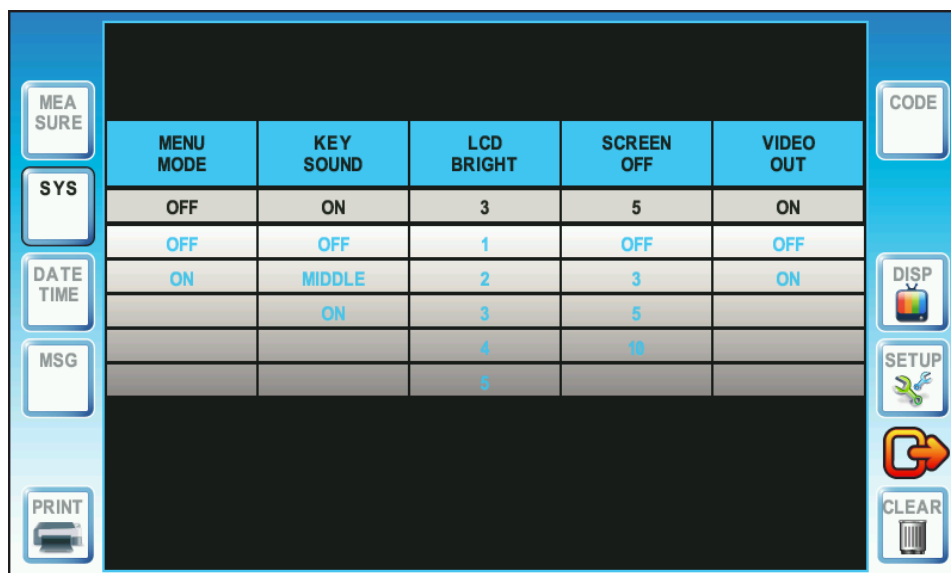 MEA
SURE
SYS
DATE
TIME
MSG
PRINT
MENU
MODE
KEY
SOUND
LCD
BRIGHT
SCREEN
OFF
VIDEO
OUT
OFF ON 3 5 ON
OFF OFF 1 OFF OFF
ON MIDDLE 2 3 ON
ON 3 5
4 10
5
CODE
DISP
SETUP
CLEAR